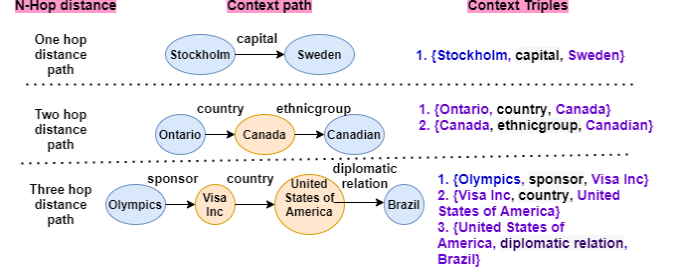 N-Hop distance
Context path
Context Triples
One hop
distance
path
capital
Stockholm
Sweden
1. {Stockholm, capital, Sweden}
Two hop
distance
path
country
ethnicgroup
Ontario
Canada
Canadian
1. {Ontario, country, Canada}
2. {Canada, ethnicgroup, Canadian}
Three hop
distance
path
sponsor
country
diplomatic
relation
Olympics
Visa
Inc
United
States of
America
Brazil
1. {Olympics, sponsor, Visa Inc}
2. {Visa Inc, country, United
States of America}
3. {United States of
America, diplomatic relation,
Brazil}